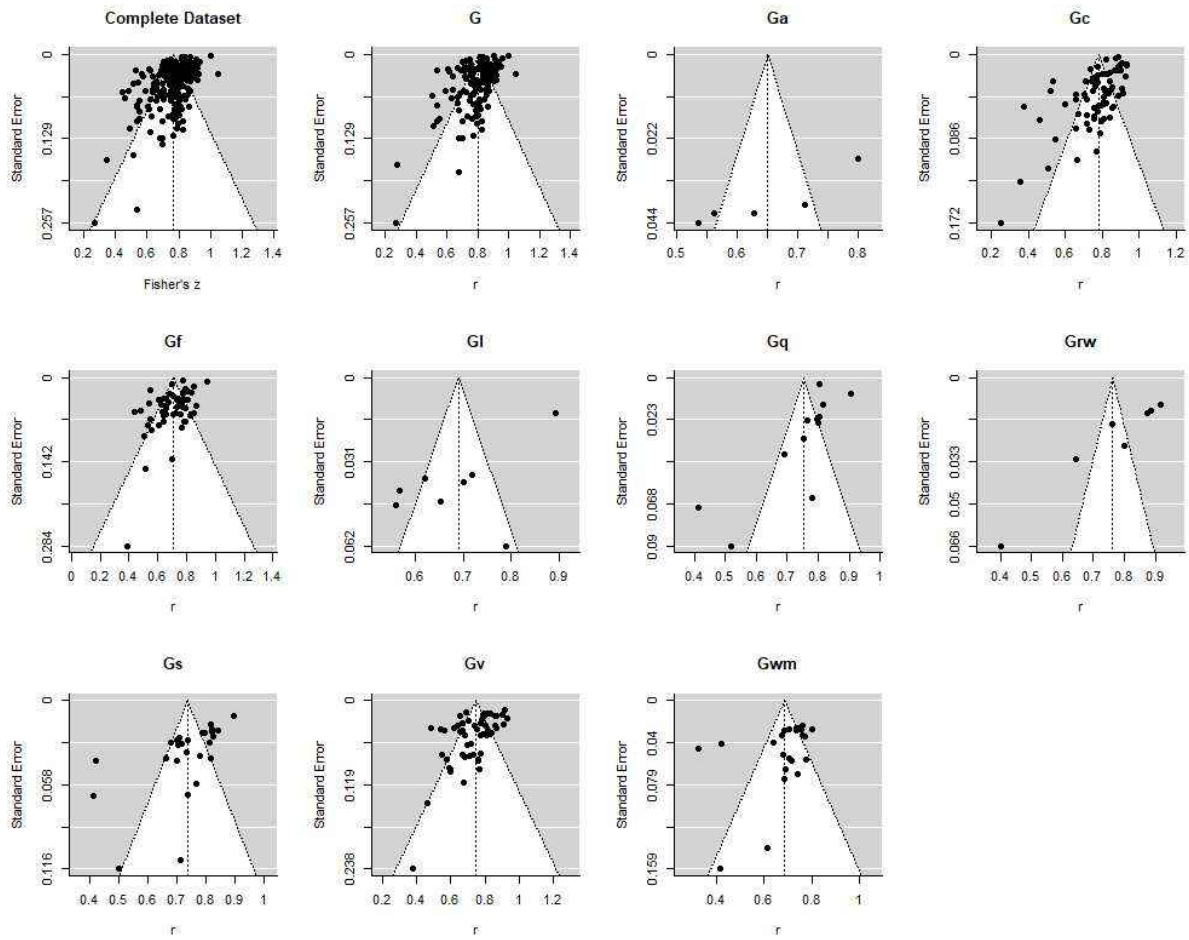 Complete Dataset
Standard Error
0
0.129
0.257
0.2 0.4 0.6 0.8 1 1.2 1.4
Fisher's z
G
Standard Error
0
0.129
0.257
0.2 0.4 0.6 0.8 1 1.2 1.4
r
Ga
Standard Error
0
0.022
0.044
0.5 0.6 0.7 0.8
r
Gc
Standard Error
0
0.086
0.172
0.2 0.4 0.6 0.8 1 1.2
r
Gf
Standard Error
0
0.142
0.284
0 0.2 0.4 0.6 0.8 1 1.2 1.4
r
Gl
Standard Error
0
0.031
0.062
0.6 0.7 0.8 0.9
r
Gq
Standard Error
0
0.023
0.068
0.09
0.4 0.5 0.6 0.7 0.8 0.9 1
r
Grw
Standard Error
0
0.033
0.05
0.066
0.4 0.5 0.6 0.7 0.8 0.9
r
Gs
Standard Error
0
0.058
0.116
0.4 0.5 0.6 0.7 0.8 0.9 1
r
Gv
Standard Error
0
0.119
0.238
0.2 0.4 0.6 0.8 1 1.2
r
Gwm
Standard Error
0
0.04
0.079
0.159
0.4 0.6 0.8 1
r